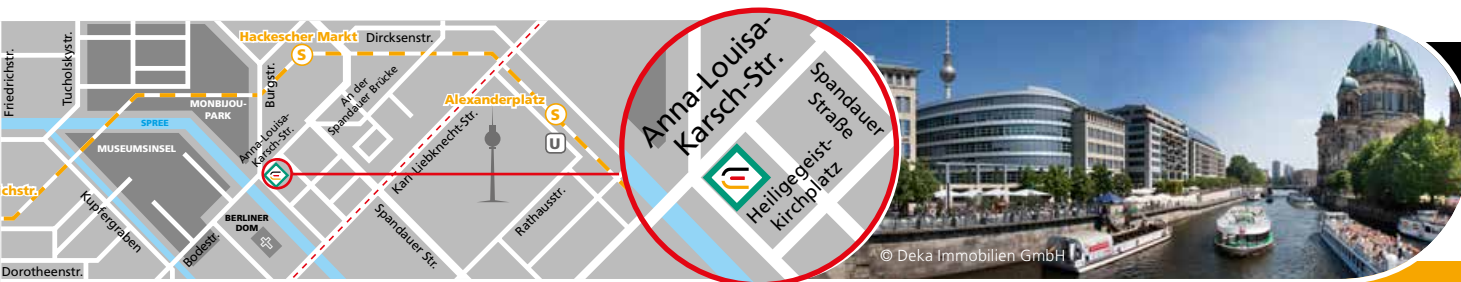 Friedrichstr.
Tucholskystr.
Hackescher Markt
S
Dircksenstr.
Burgstr.
An der
Spandauer Brücke
MONBIJOU-
PARK
SPREE
MUSEUMSINSEL
Anna-Louisa-
Karsch-Str.
Alexanderplatz
S
U
Karl-Liebknecht-Str.
chstr.
Kupfergraben
BERLINER
DOM
Bodestr.
Spandauer Str.
Rathausstr.
Dorotheenstr.
Anna-Louisa-
Karsch-Str.
Spandauer
Straße
Heiligegeist-
kirchplatz
© Deka Immobilien GmbH